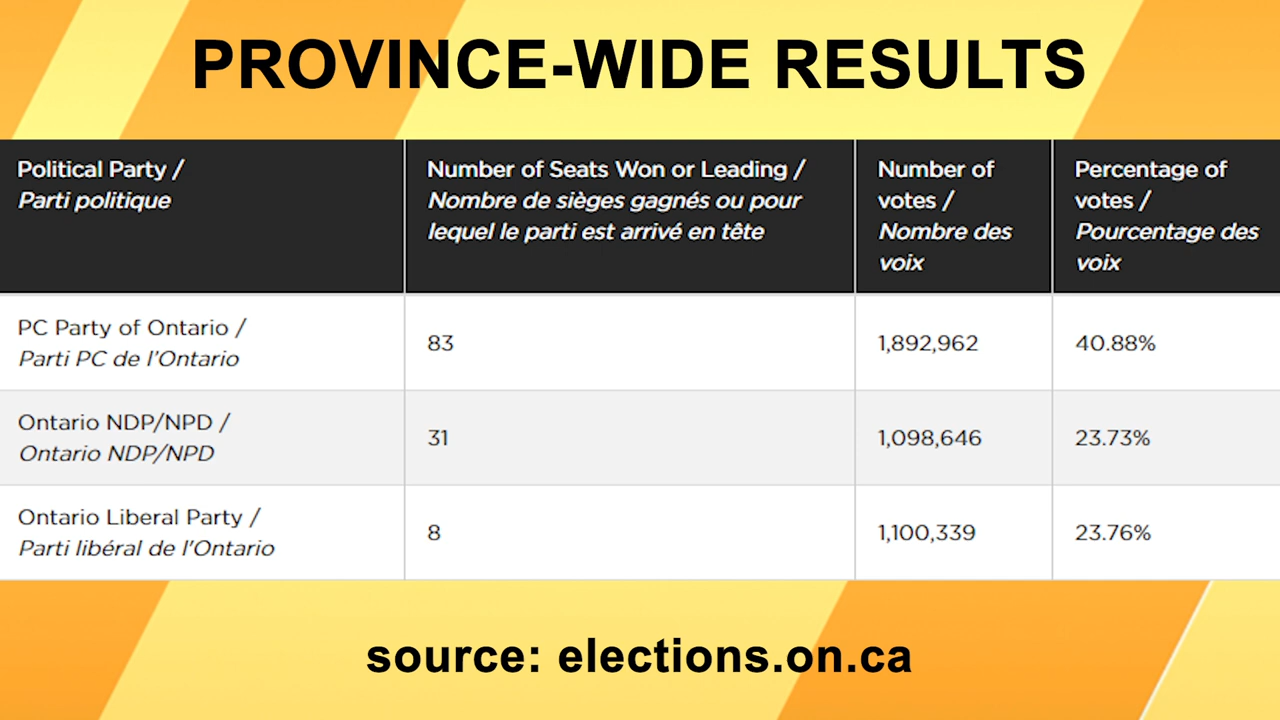 PROVINCE-WIDE RESULTS
Political Party /
Parti politique
Number of Seats Won or Leading /
Nombre de sièges gagnés ou pour
lequel le parti est arrivé en tête
Number of
votes /
Nombre des
voix
Percentage of
votes /
Pourcentage des
voix
PC Party of Ontario /
Parti PC de l'Ontario
83
1,892,962
40.88%
Ontario NDP/NPD /
Ontario NDP/NPD
31
1,098,646
23.73%
Ontario Liberal Party /
Parti libéral de l'Ontario
8
1,100,339
23.76%
source: elections.on.ca